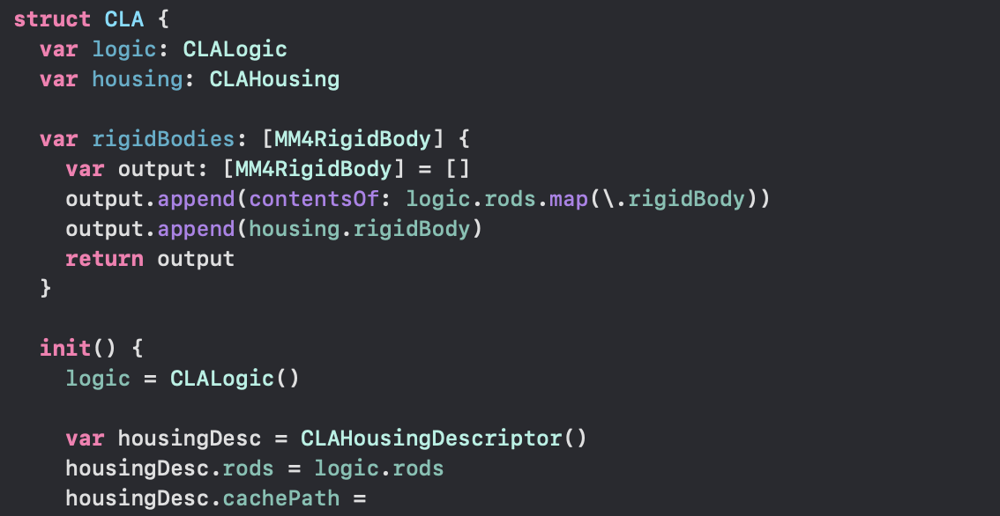 struct CLA {
  var logic: CLALogic
  var housing: CLAHousing

  var rigidBodies: [MM4RigidBody] {
    var output: [MM4RigidBody] = []
    output.append(contentsOf: logic.rods.map(\.rigidBody))
    output.append(housing.rigidBody)
    return output
  }

  init() {
    logic = CLALogic()

    var housingDesc = CLAHousingDescriptor()
    housingDesc.rods = logic.rods
    housingDesc.cachePath =